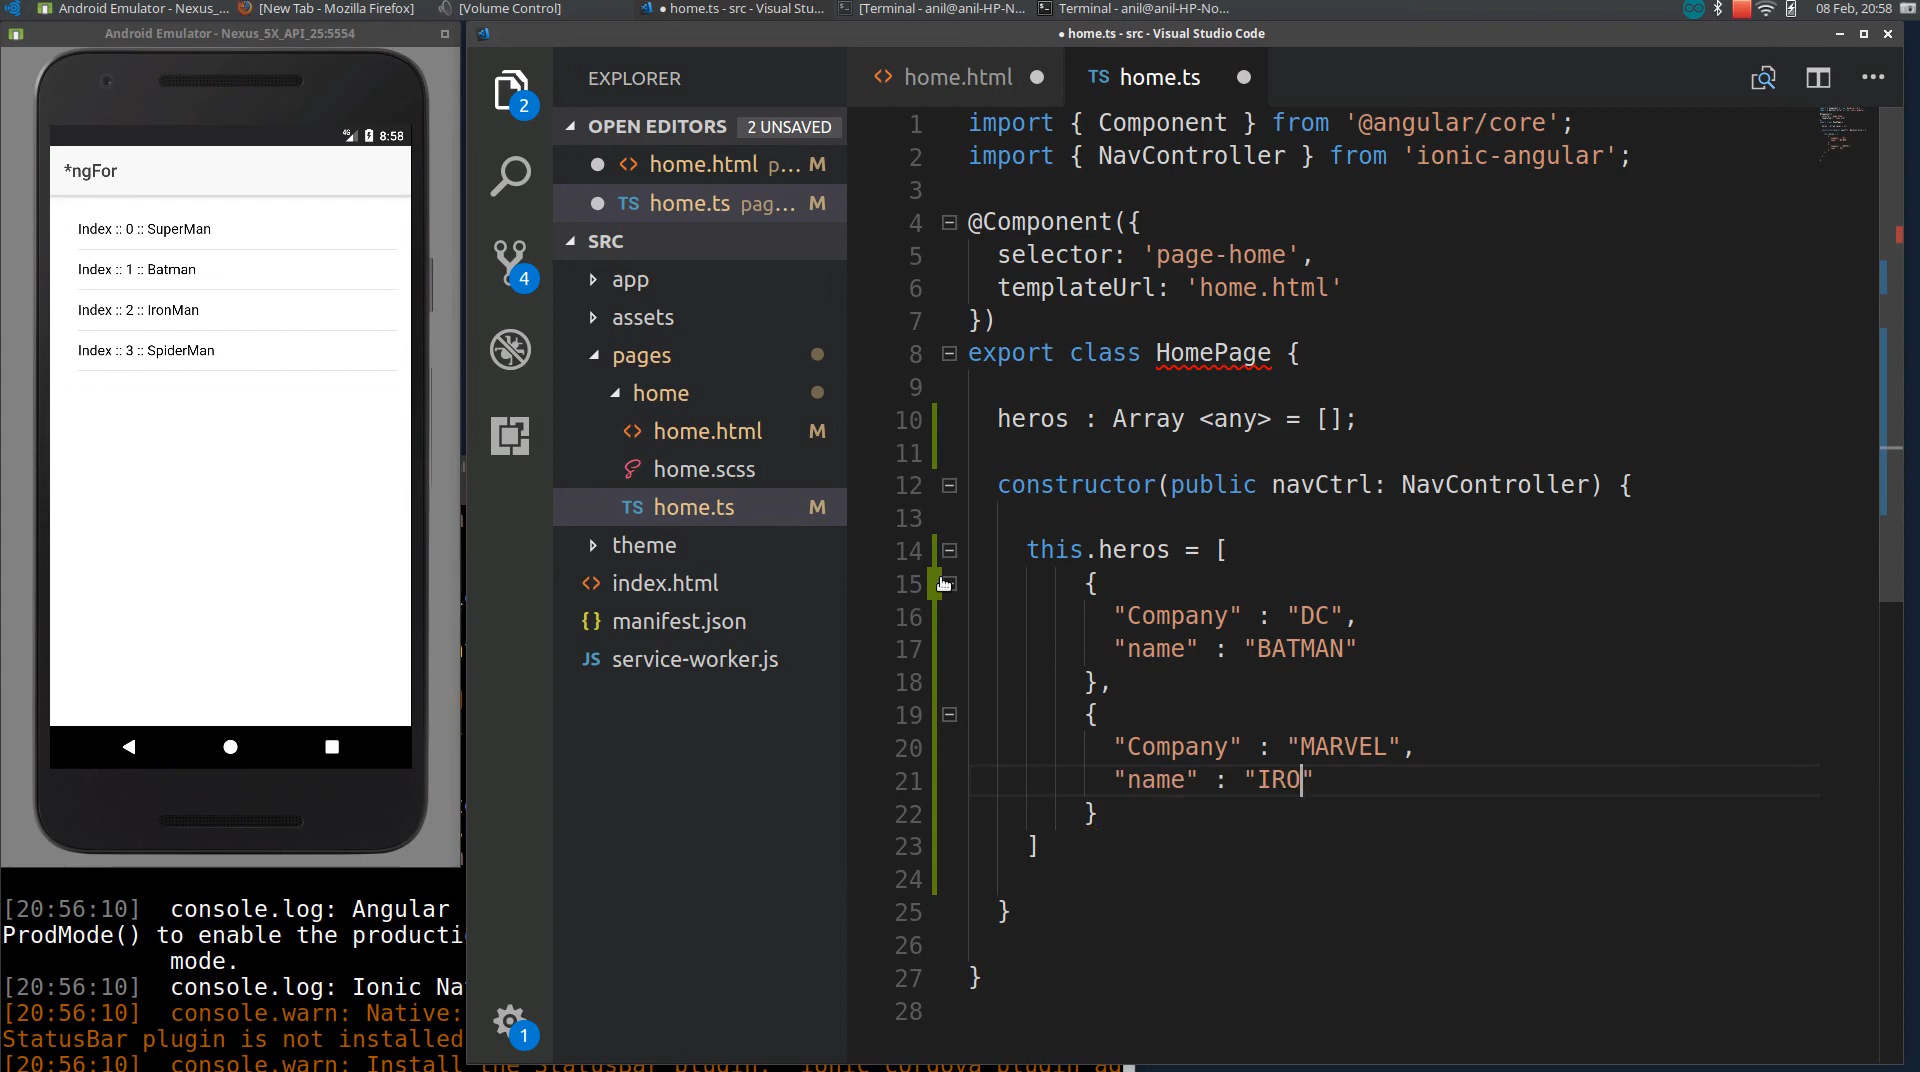 Android Emulator - Nexus_...
[New Tab - Mozilla Firefox]
[Volume Control]
● home.ts - src - Visual Stu...
[Terminal - anil@anil-HP-No...
Terminal - anil@anil-HP-No...
08 Feb, 20:58
Android Emulator - Nexus_5X_API_25:5554
4G
8:58
*ngFor
Index :: 0 :: SuperMan
Index :: 1 :: Batman
Index :: 2 :: IronMan
Index :: 3 :: SpiderMan
[20:56:10] console.log: Angular
ProdMode() to enable the producti
mode.
[20:56:10] console.log: Ionic Na
[20:56:10] console.warn: Native:
StatusBar plugin is not installed
● home.ts - src - Visual Studio Code
2
4
1
EXPLORER
OPEN EDITORS 2 UNSAVED
home.html p... M
TS home.ts pag... M
SRC
app
assets
pages
home
home.html M
home.scss
TS home.ts M
theme
index.html
{} manifest.json
JS service-worker.js
home.html
TS home.ts
1 import { Component } from '@angular/core';
2 import { NavController } from 'ionic-angular';
3
4 @Component({
5 selector: 'page-home',
6 templateUrl: 'home.html'
7 })
8 export class HomePage {
9
10 heros : Array <any> = [];
11
12 constructor(public navCtrl: NavController) {
13
14 this.heros = [
15 {
16 "Company" : "DC",
17 "name" : "BATMAN"
18 },
19 {
20 "Company" : "MARVEL",
21 "name" : "IRO"
22 }
23 ]
24
25 }
26
27 }
28